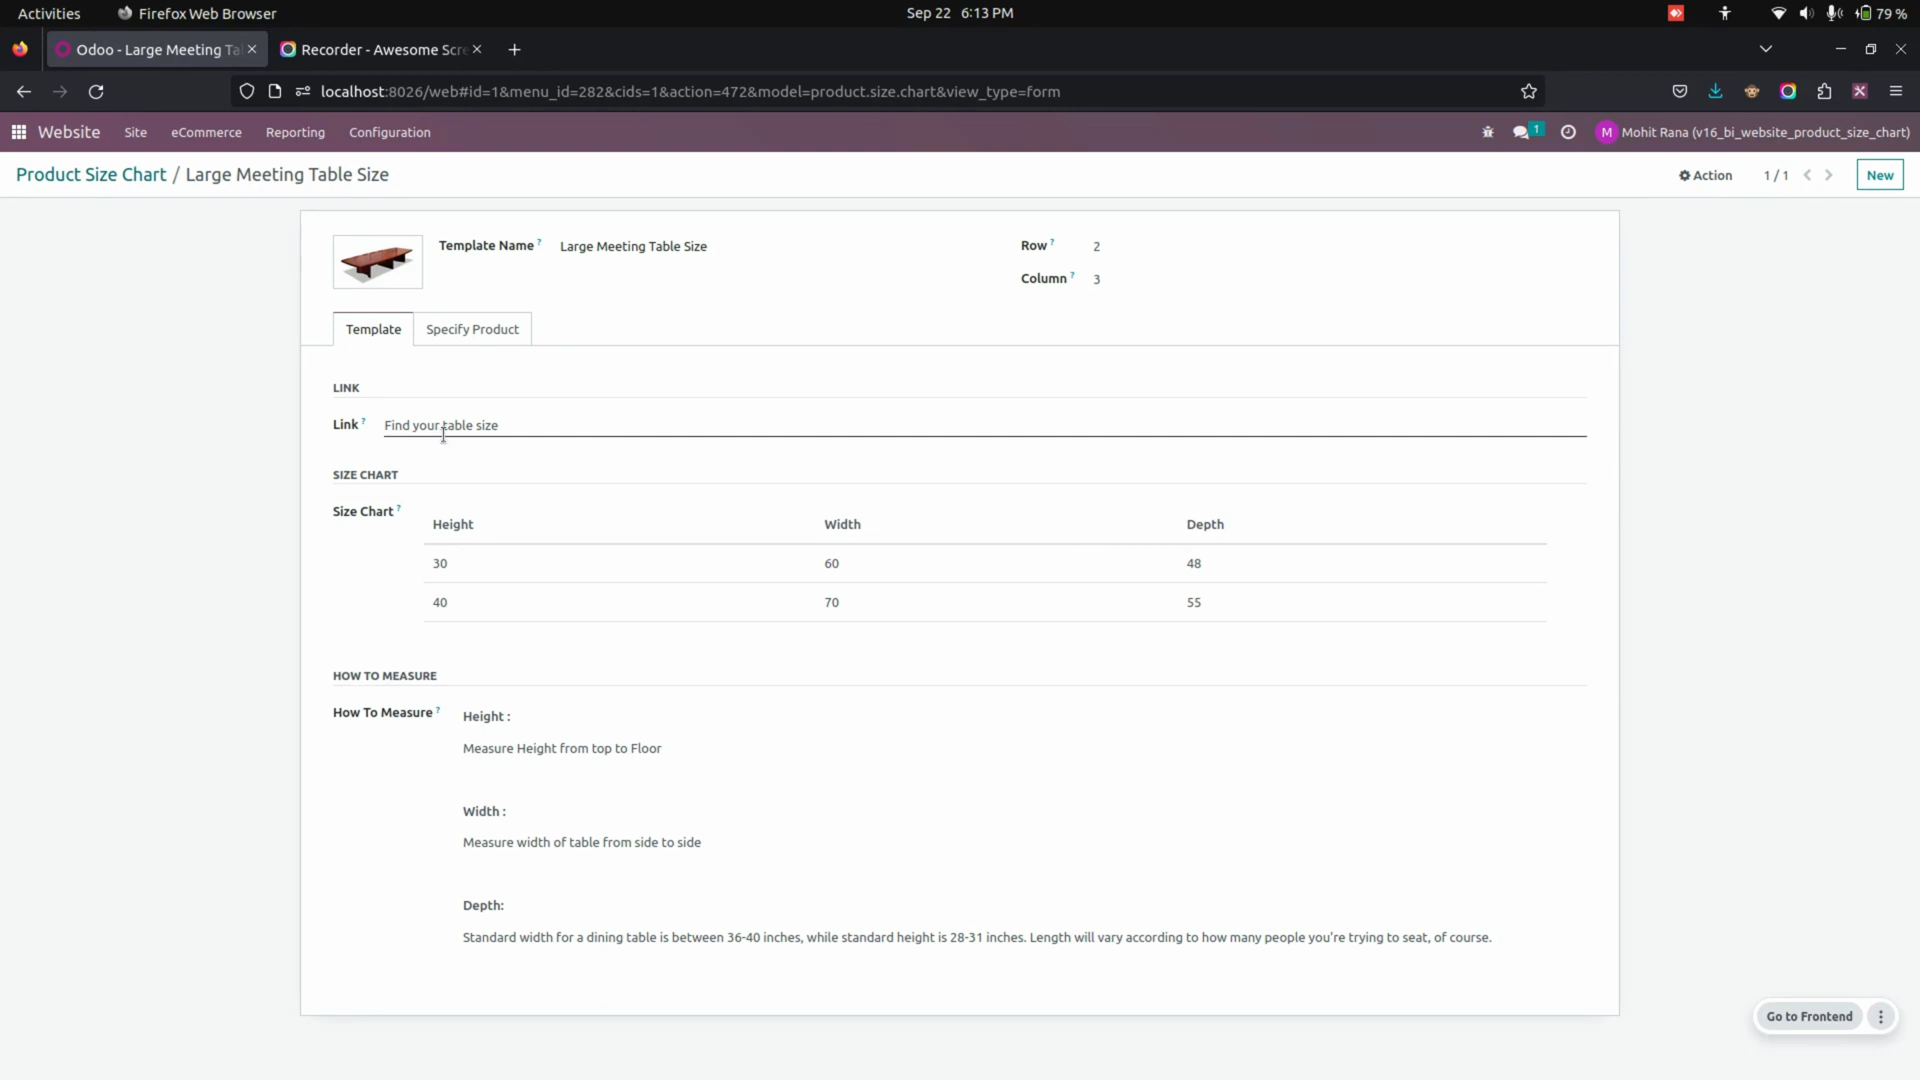 Activities Firefox Web Browser Sep 22 6:13 PM 79 %
Odoo - Large Meeting Ta Recorder - Awesome Scre
localhost:8026/web#id=1&menu_id=282&cids=1&action=472&model=product.size.chart&view_type=form
Website Site eCommerce Reporting Configuration 1 M Mohit Rana (v16_bi_website_product_size_chart)
Product Size Chart / Large Meeting Table Size Action 1 / 1 New
Template Name ? Large Meeting Table Size Row ? 2
Column ? 3
Template Specify Product
LINK
Link ? Find your table size
SIZE CHART
Size Chart ?
Height Width Depth
30 60 48
40 70 55
HOW TO MEASURE
How To Measure ? Height :
Measure Height from top to Floor
Width :
Measure width of table from side to side
Depth:
Standard width for a dining table is between 36-40 inches, while standard height is 28-31 inches. Length will vary according to how many people you're trying to seat, of course.
Go to Frontend